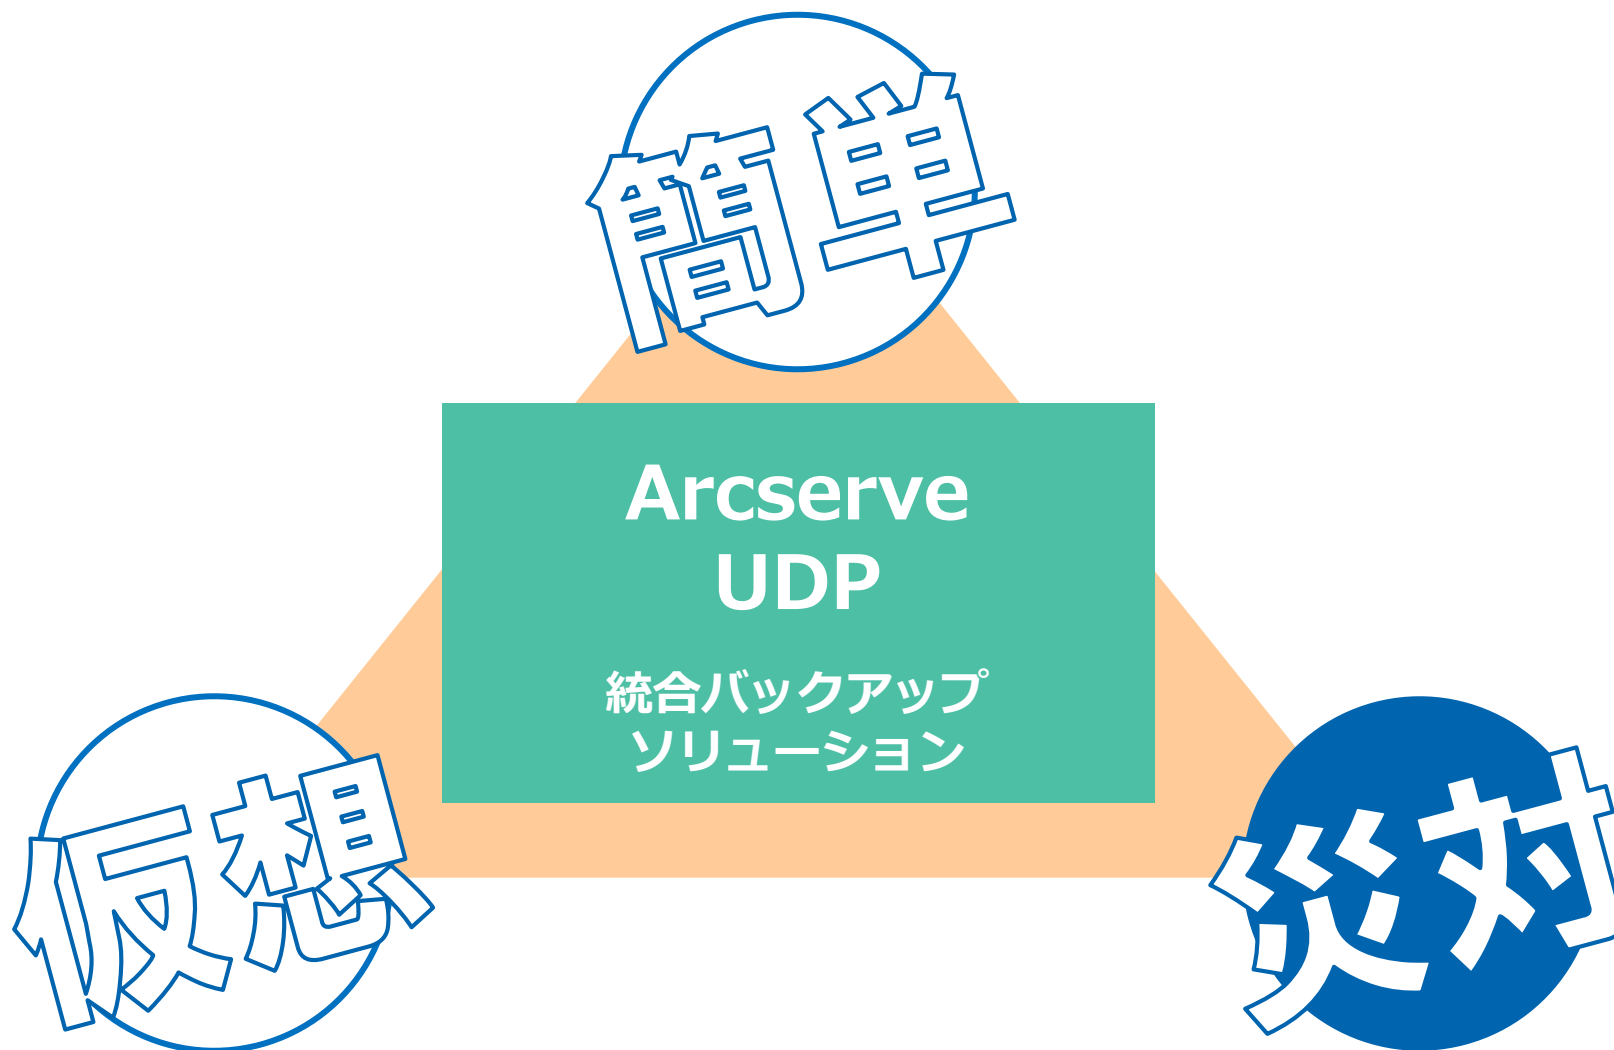 簡単
Arcserve
UDP
統合バックアップ
ソリューション
仮想
災対